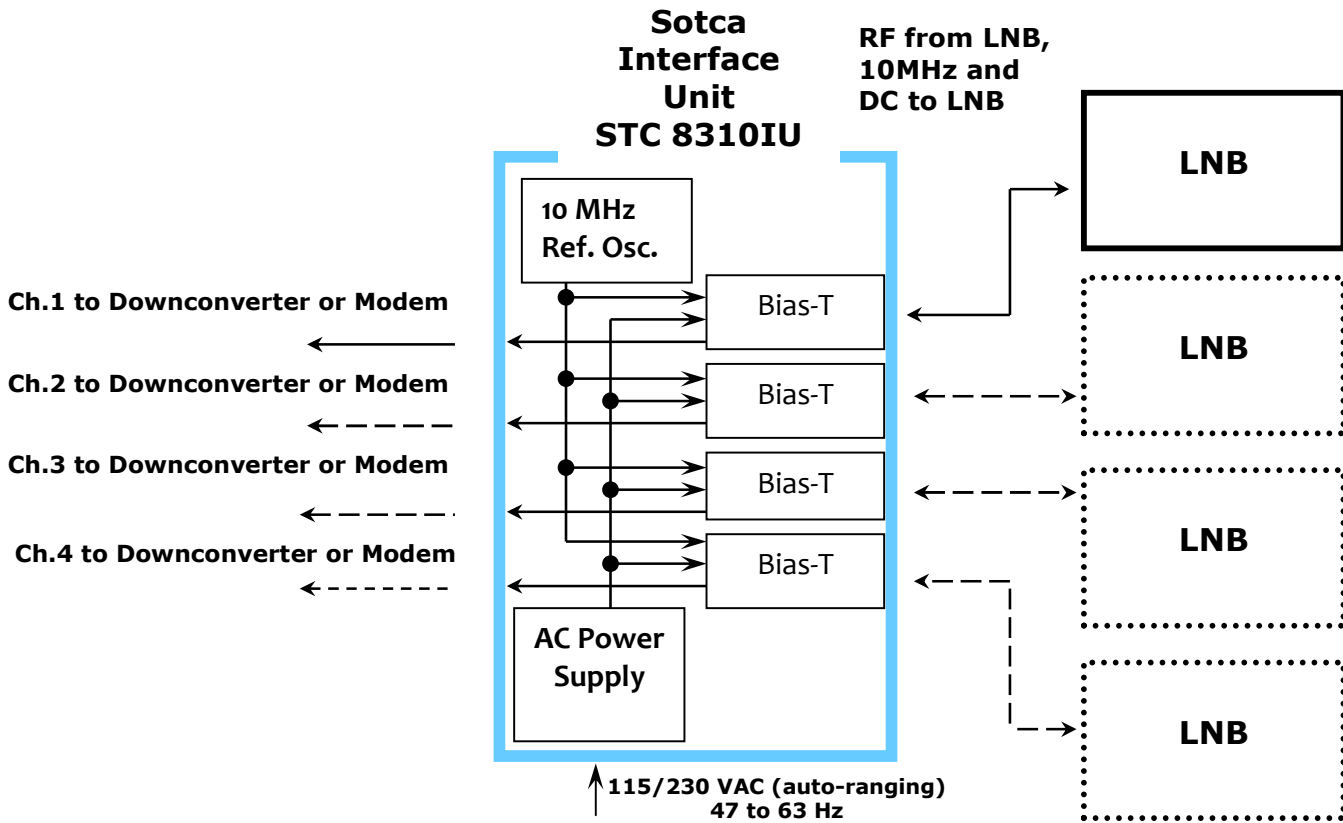 Sotca
Interface
Unit
STC 8310IU
RF from LNB,
10MHz and
DC to LNB
LNB
10 MHz
Ref. Osc.
Ch.1 to Downconverter or Modem
Bias-T
LNB
Ch.2 to Downconverter or Modem
Bias-T
Ch.3 to Downconverter or Modem
Bias-T
LNB
Ch.4 to Downconverter or Modem
Bias-T
AC Power
Supply
LNB
115/230 VAC (auto-ranging)
47 to 63 Hz